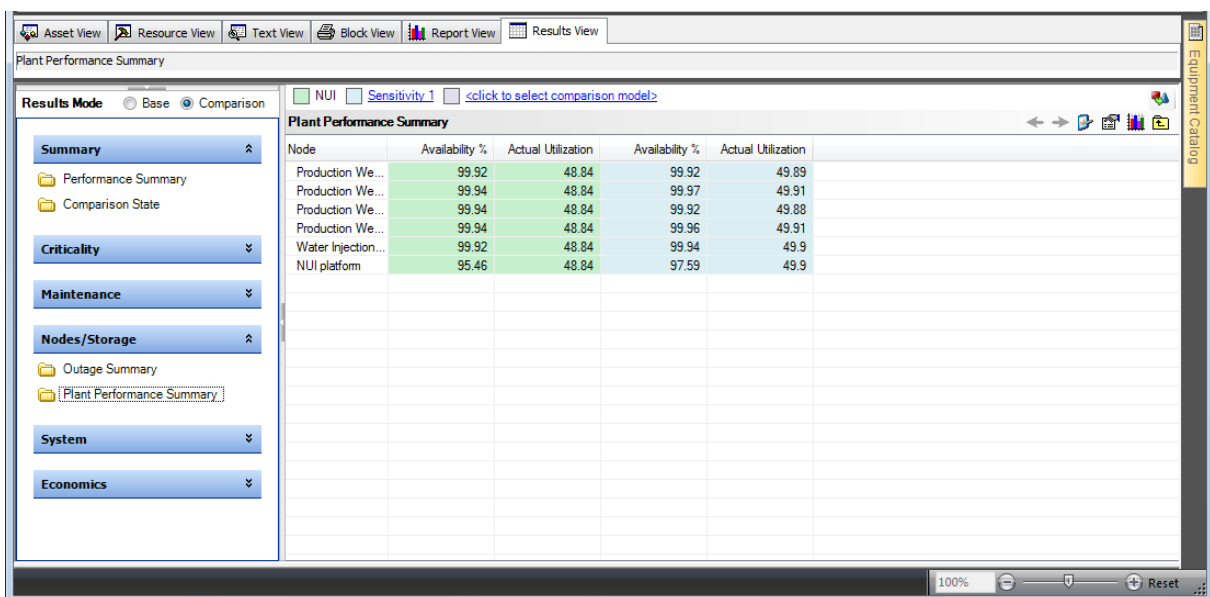 Asset View Resource View Text View Block View Report View Results View
Plant Performance Summary
Equipment Catalog
Results Mode Base Comparison
NUI Sensitivity 1 <click to select comparison model>
Plant Performance Summary
Summary
Performance Summary
Comparison State
Criticality
Maintenance
Nodes/Storage
Outage Summary
Plant Performance Summary
System
Economics
Node Availability % Actual Utilization Availability % Actual Utilization
Production We... 99.92 48.84 99.92 49.89
Production We... 99.94 48.84 99.97 49.91
Production We... 99.94 48.84 99.92 49.88
Production We... 99.94 48.84 99.96 49.91
Water Injection... 99.92 48.84 99.94 49.9
NUI platform 95.46 48.84 97.59 49.9
100% Reset